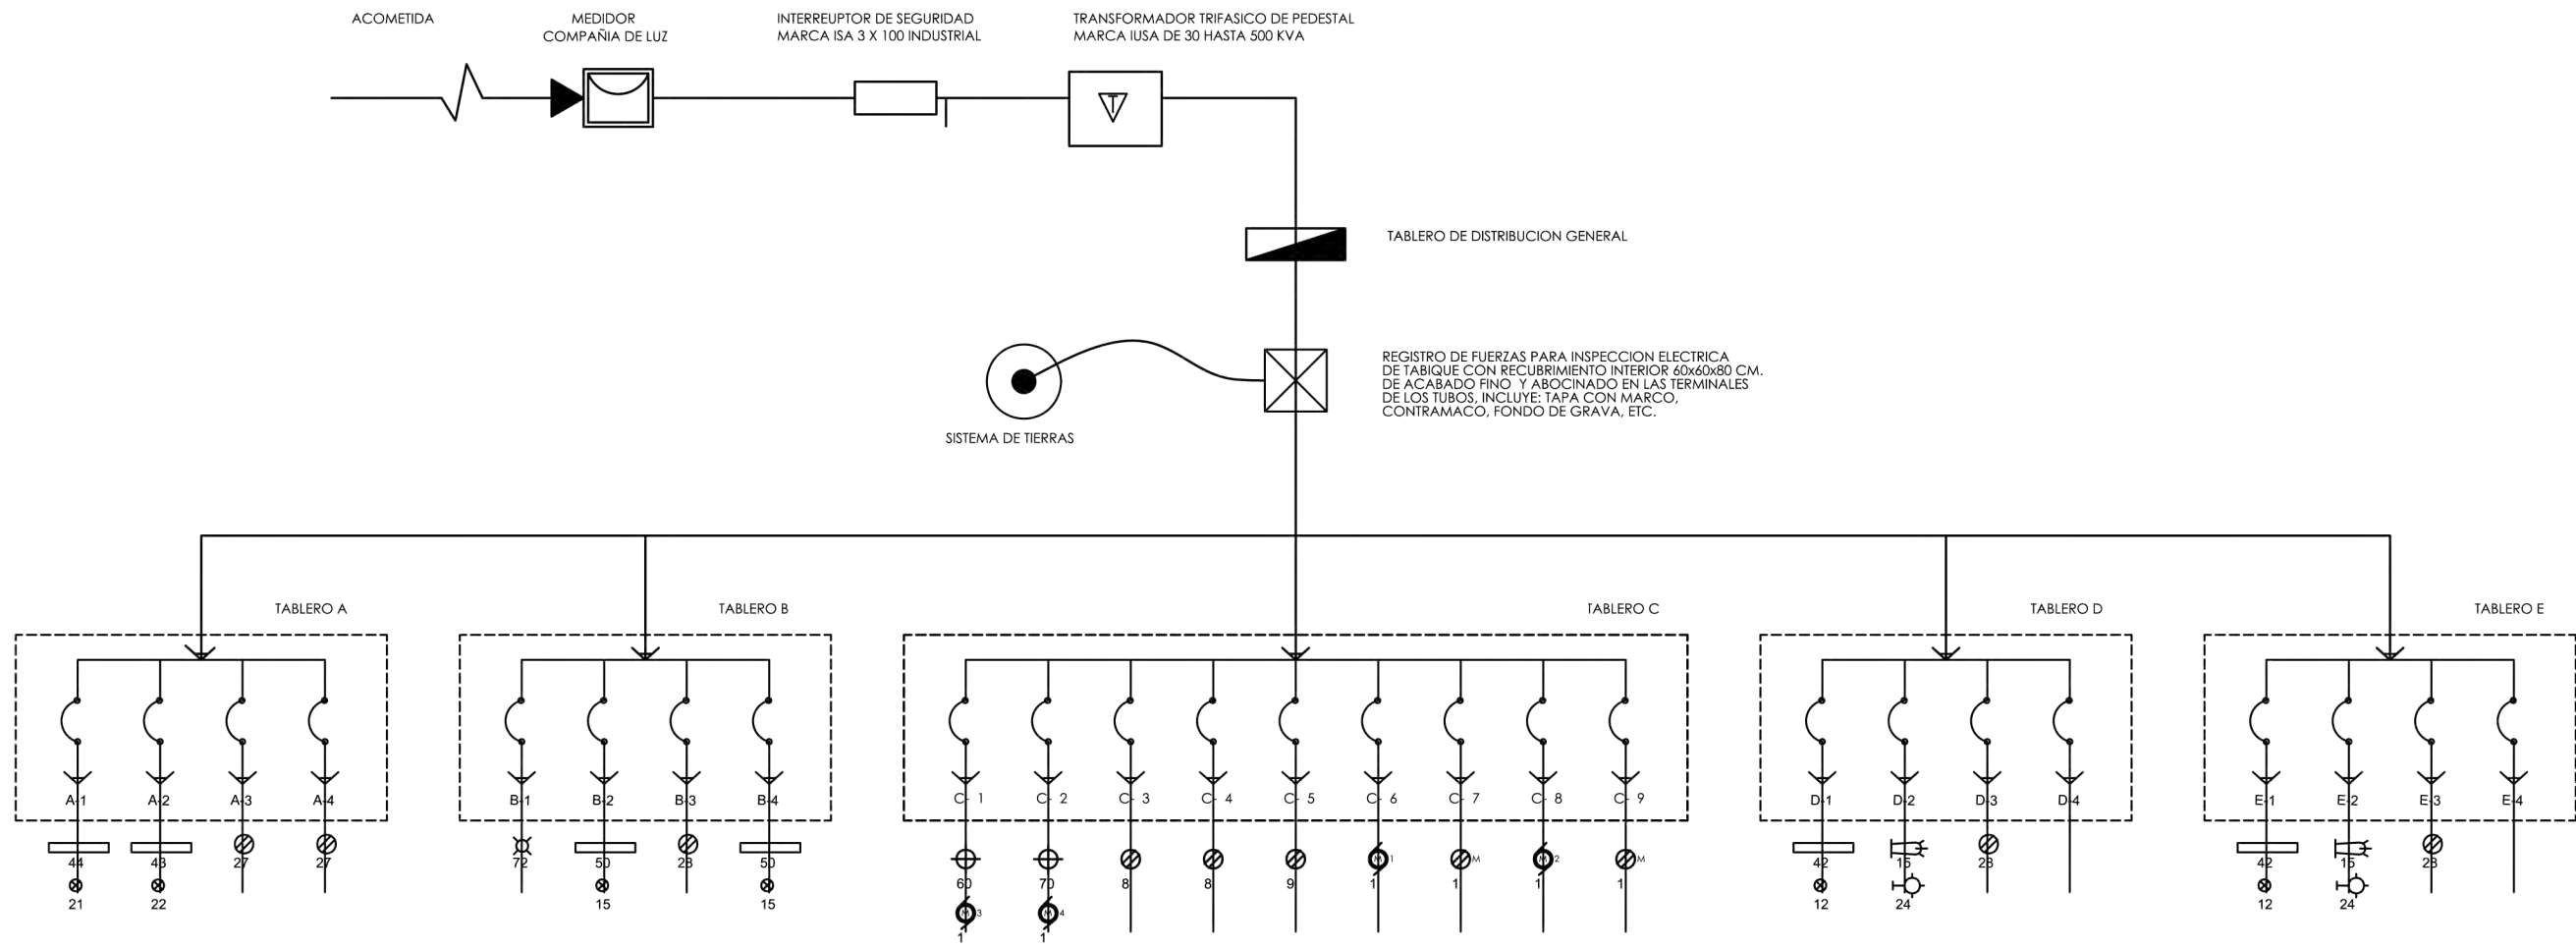 ACOMETIDA
MEDIDOR
COMPAÑIA DE LUZ
INTERREUPTOR DE SEGURIDAD
MARCA ISA 3 X 100 INDUSTRIAL
TRANSFORMADOR TRIFASICO DE PEDESTAL
MARCA IUSA DE 30 HASTA 500 KVA
T
TABLERO DE DISTRIBUCION GENERAL
REGISTRO DE FUERZAS PARA INSPECCION ELECTRICA
DE TABIQUE CON RECUBRIMIENTO INTERIOR 60x60x80 CM.
DE ACABADO FINO Y ABOCINADO EN LAS TERMINALES
DE LOS TUBOS, INCLUYE: TAPA CON MARCO,
CONTRAMACO, FONDO DE GRAVA, ETC.
SISTEMA DE TIERRAS
TABLERO A
A-1 A-2 A-3 A-4
44 43 27 27
21 22
TABLERO B
B-1 B-2 B-3 B-4
72 50 28 50
15 15
TABLERO C
C- 1 C- 2 C- 3 C- 4 C- 5 C- 6 C- 7 C- 8 C- 9
M 1 M M 2 M
60 70 8 8 9 1 1 1 1
M 3 M 4
1 1
TABLERO D
D-1 D-2 D-3 D-4
42 15 28
12 24
TABLERO E
E-1 E-2 E-3 E-4
42 15 28
12 24